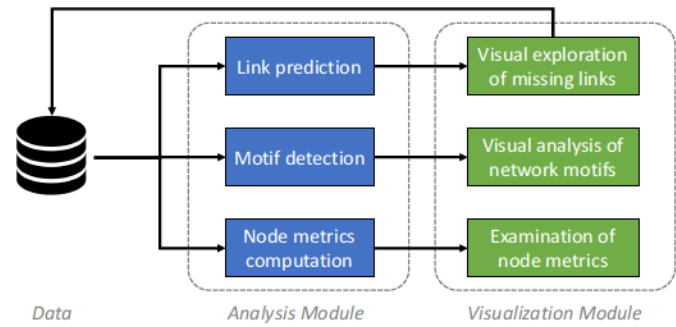 Link prediction
Visual exploration
of missing links
Motif detection
Visual analysis of
network motifs
Node metrics
computation
Examination of
node metrics
Data
Analysis Module
Visualization Module